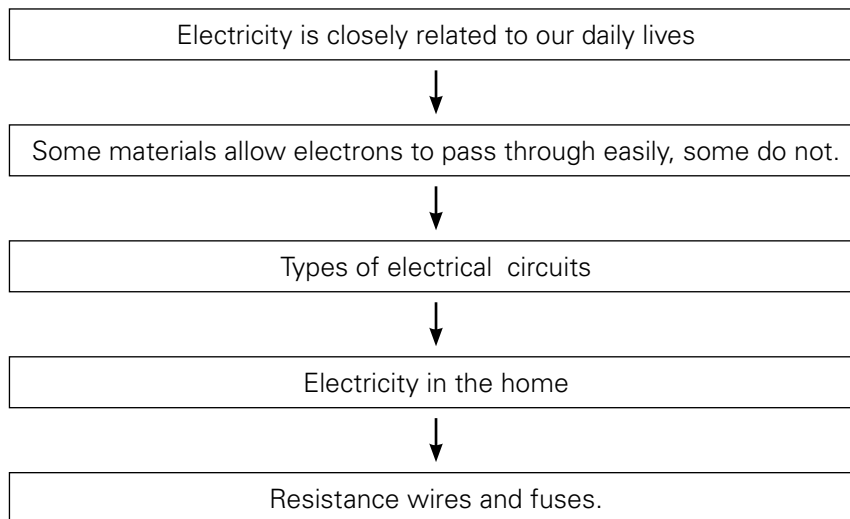 Electricity is closely related to our daily lives
Some materials allow electrons to pass through easily, some do not.
Types of electrical circuits
Electricity in the home
Resistance wires and fuses.